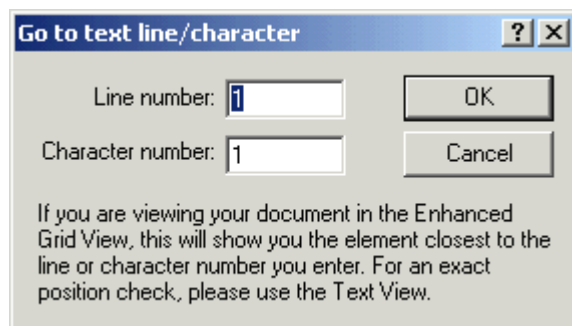 Go to text line/character
Line number: 1 OK
Character number: 1 Cancel
If you are viewing your document in the Enhanced
Grid View, this will show you the element closest to the
line or character number you enter. For an exact
position check, please use the Text View.